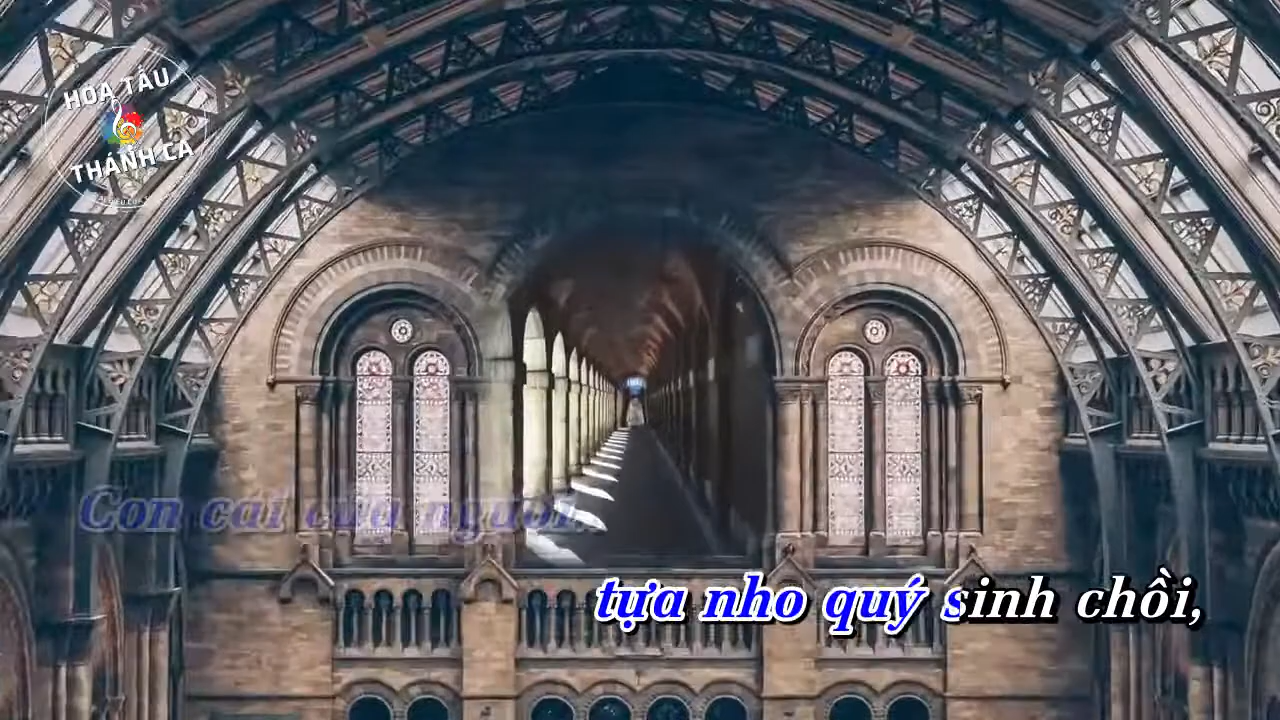 HOA TẤU
THÁNH CA
Con cái của người,
tựa nho quý sinh chồi,